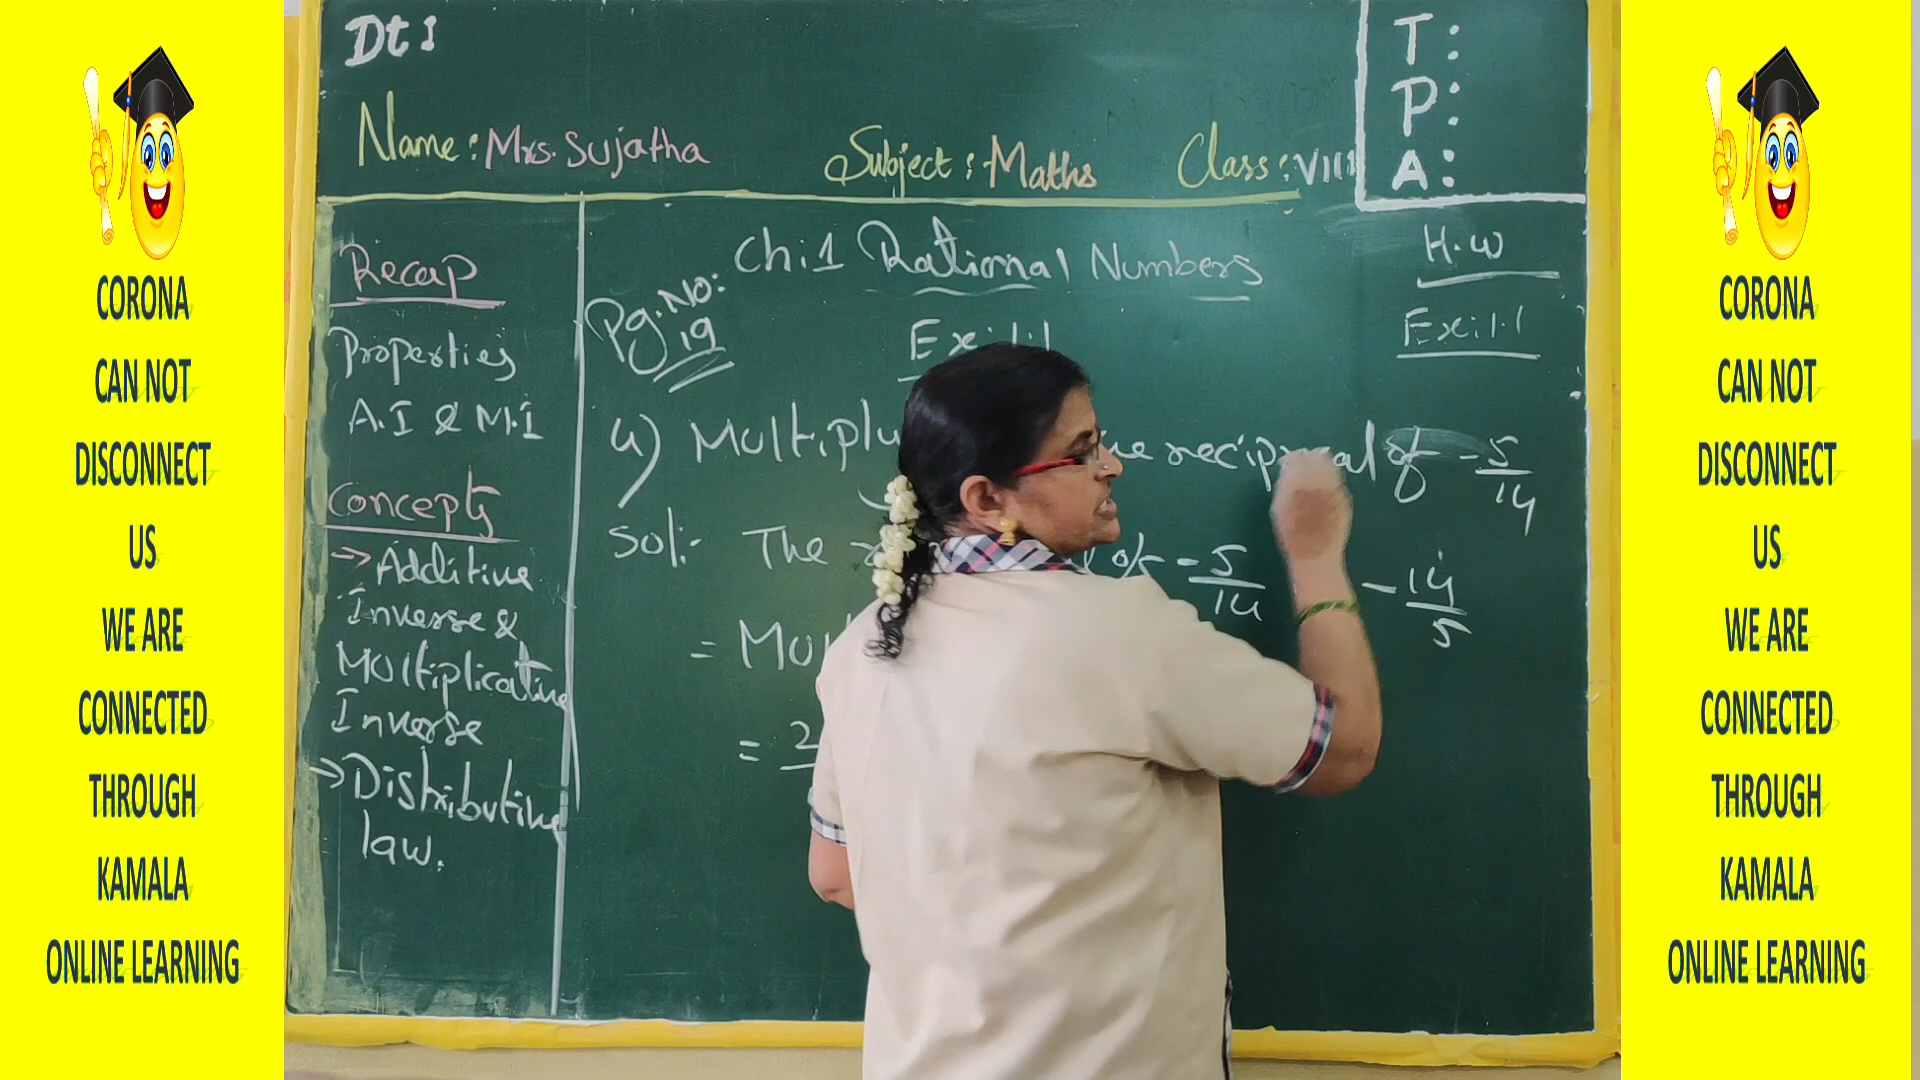 CORONA
CAN NOT
DISCONNECT
US
WE ARE
CONNECTED
THROUGH
KAMALA
ONLINE LEARNING
Dt:
Name: Mrs. Sujatha Subject: Maths Class: VIII
T:
P:
A:
Recap
Properties
A.I & M.I
Concepts
→ Additive
Inverse &
Multiplicative
Inverse
→ Distributive
law.
Ch:1 Rational Numbers
Pg.No:
19
Ex:1.1
4) Multiply reciprocal of -5/14
Sol:- The of -5/14 -14/5
=
= 2
H.W
Ex:1.1
CORONA
CAN NOT
DISCONNECT
US
WE ARE
CONNECTED
THROUGH
KAMALA
ONLINE LEARNING